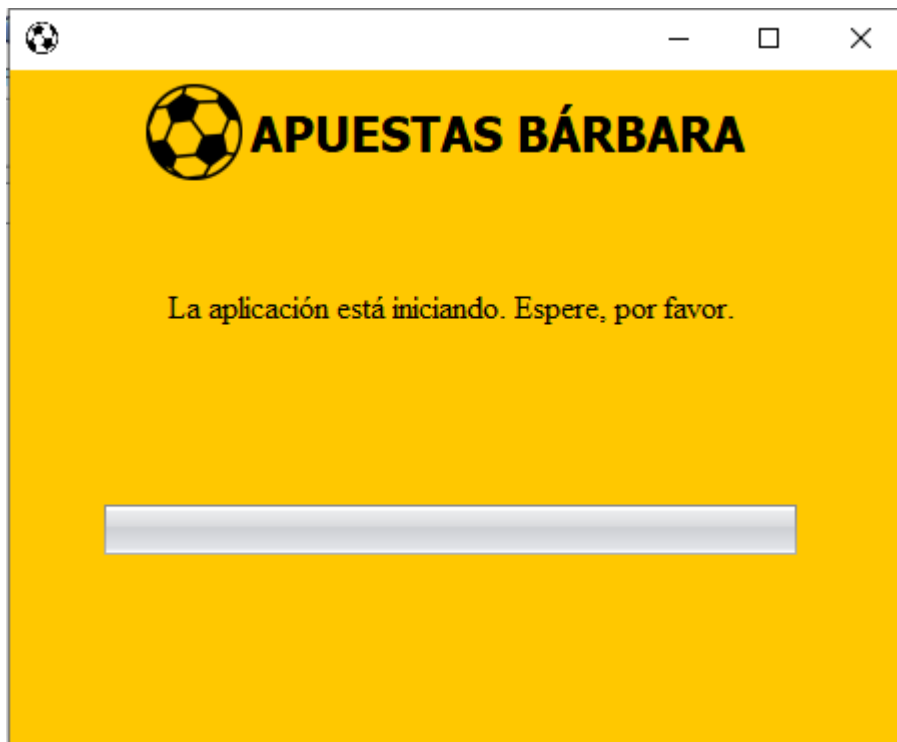 APUESTAS BÁRBARA
La aplicación está iniciando. Espere, por favor.